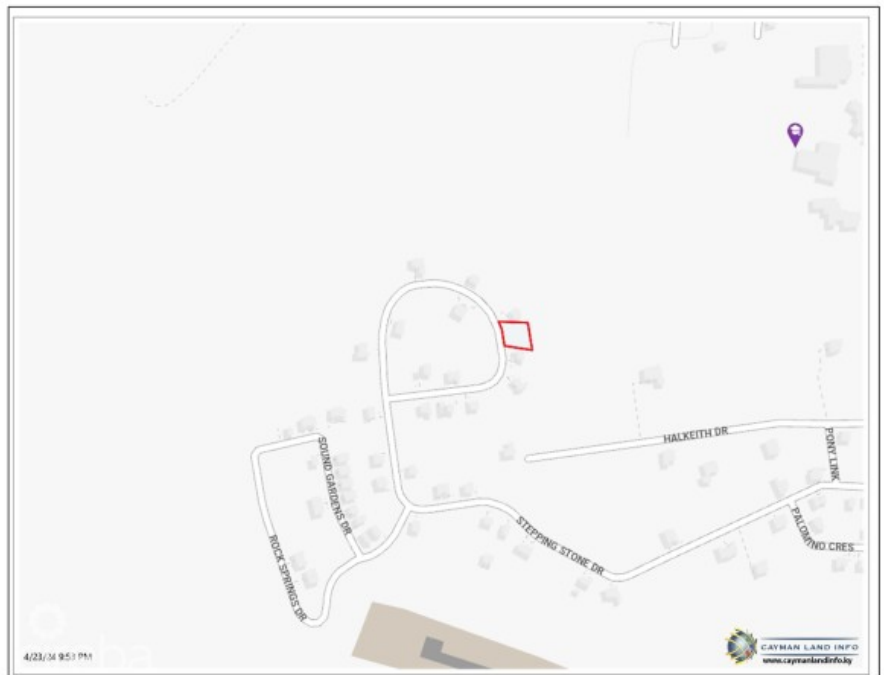 HALKEITH DR
PONY LINK
SOUND GARDENS DR
STEPPING STONE DR
PALOMINO CRES
ROCK SPRINGS DR
4/23/24 9:53 PM
CAYMAN LAND INFO
www.caymanlandinfo.ky